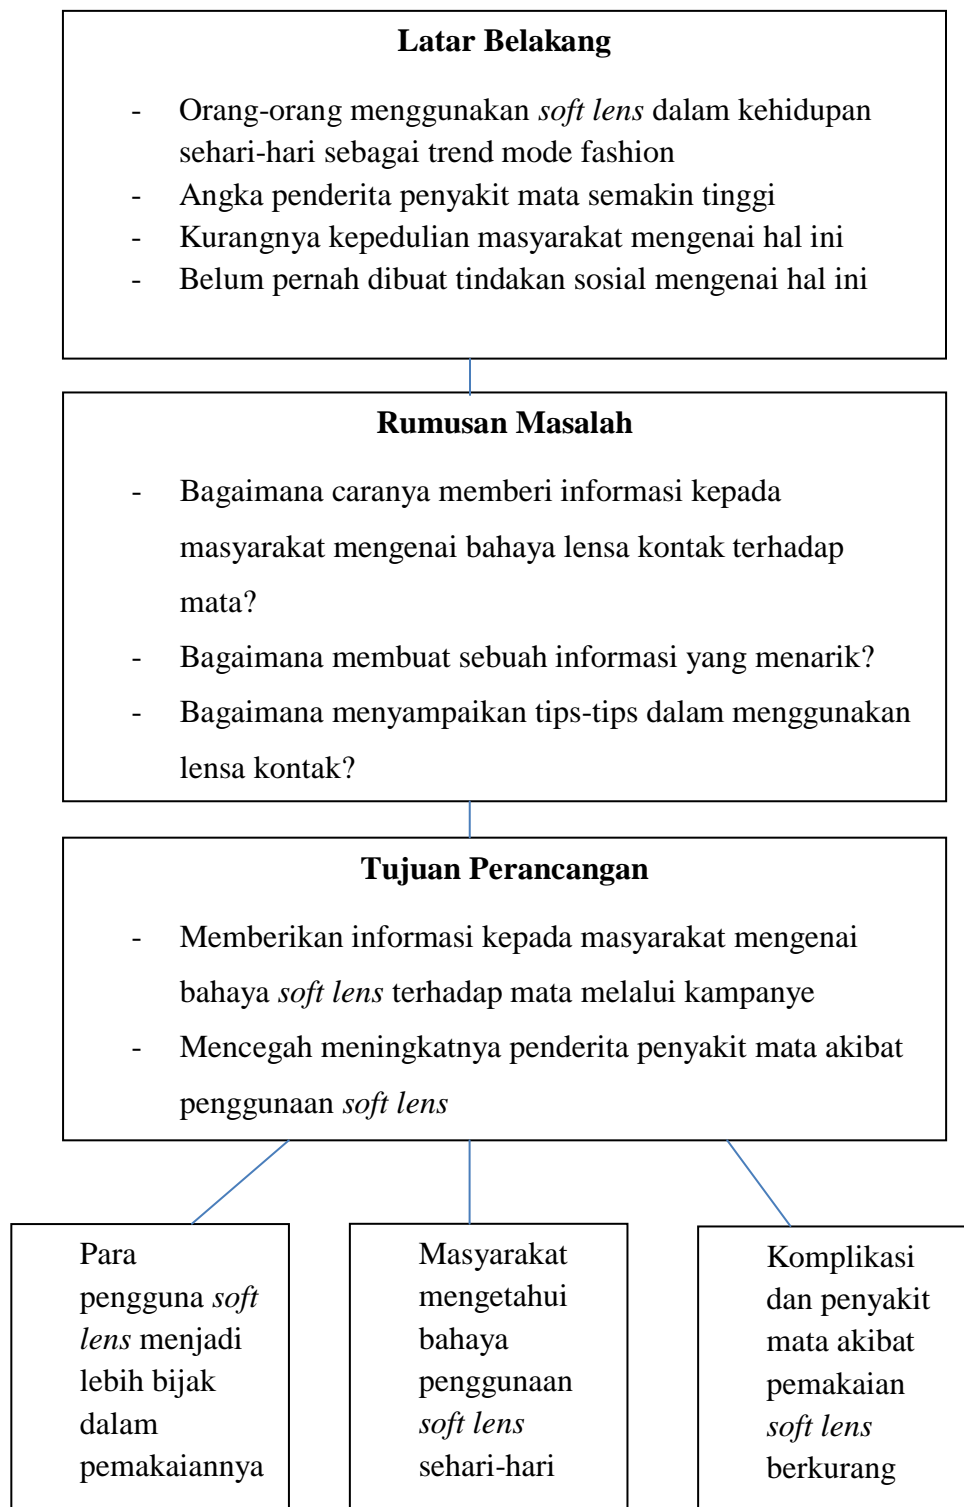 Latar Belakang
- Orang-orang menggunakan soft lens dalam kehidupan
sehari-hari sebagai trend mode fashion
- Angka penderita penyakit mata semakin tinggi
- Kurangnya kepedulian masyarakat mengenai hal ini
- Belum pernah dibuat tindakan sosial mengenai hal ini
Rumusan Masalah
- Bagaimana caranya memberi informasi kepada
masyarakat mengenai bahaya lensa kontak terhadap
mata?
- Bagaimana membuat sebuah informasi yang menarik?
- Bagaimana menyampaikan tips-tips dalam menggunakan
lensa kontak?
Tujuan Perancangan
- Memberikan informasi kepada masyarakat mengenai
bahaya soft lens terhadap mata melalui kampanye
- Mencegah meningkatnya penderita penyakit mata akibat
penggunaan soft lens
Para
pengguna soft
lens menjadi
lebih bijak
dalam
pemakaiannya
Masyarakat
mengetahui
bahaya
penggunaan
soft lens
sehari-hari
Komplikasi
dan penyakit
mata akibat
pemakaian
soft lens
berkurang